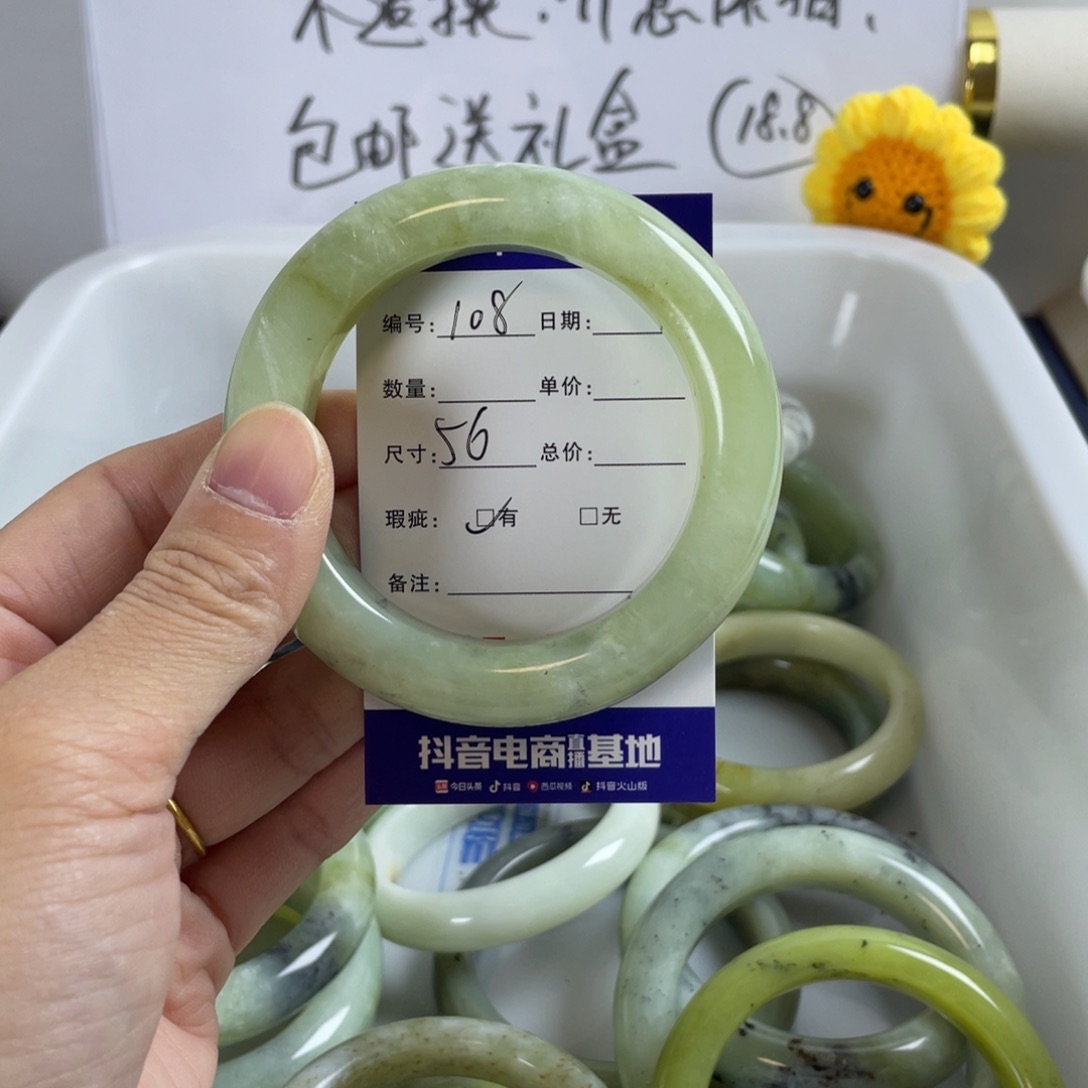 包邮送礼盒 18.8
编号: 108 日期:
数量: 单价:
尺寸: 56 总价:
瑕疵: ☑有 □无
备注:
抖音电商直播基地
今日头条 抖音 西瓜视频 抖音火山版